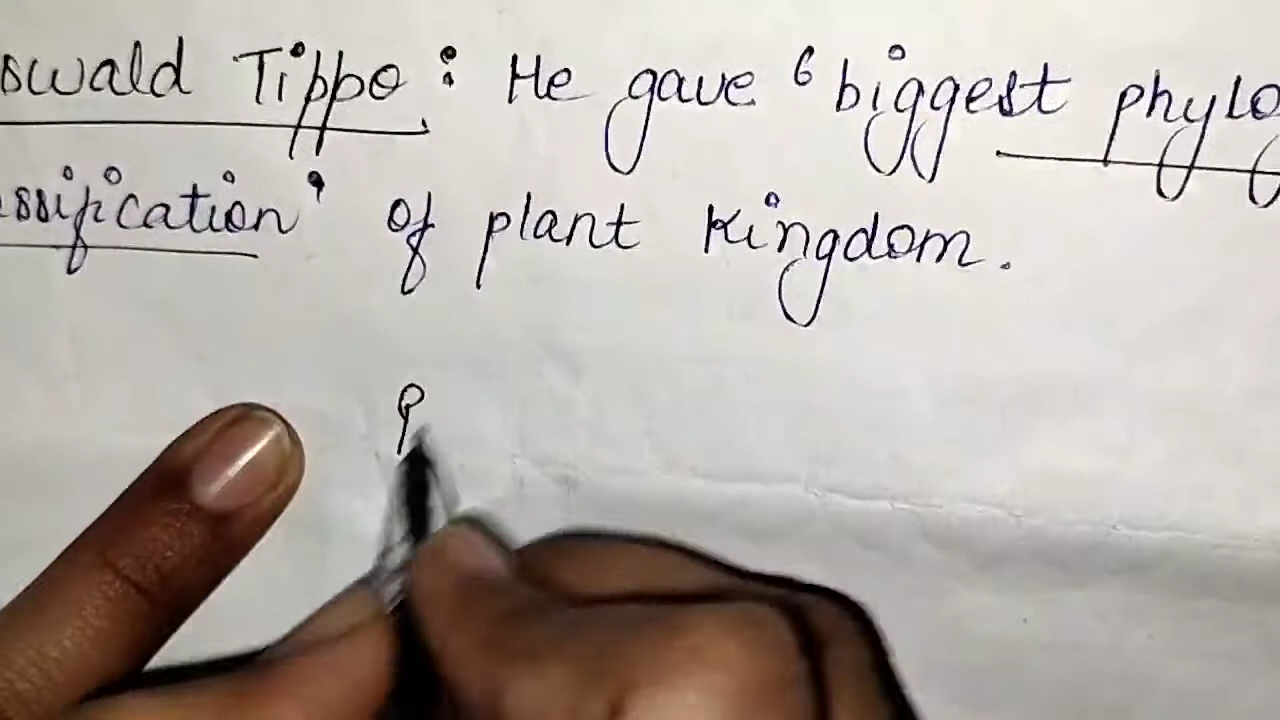 swald Tippo : He gave ‘biggest phylo
ssification’ of plant Kingdom.
P